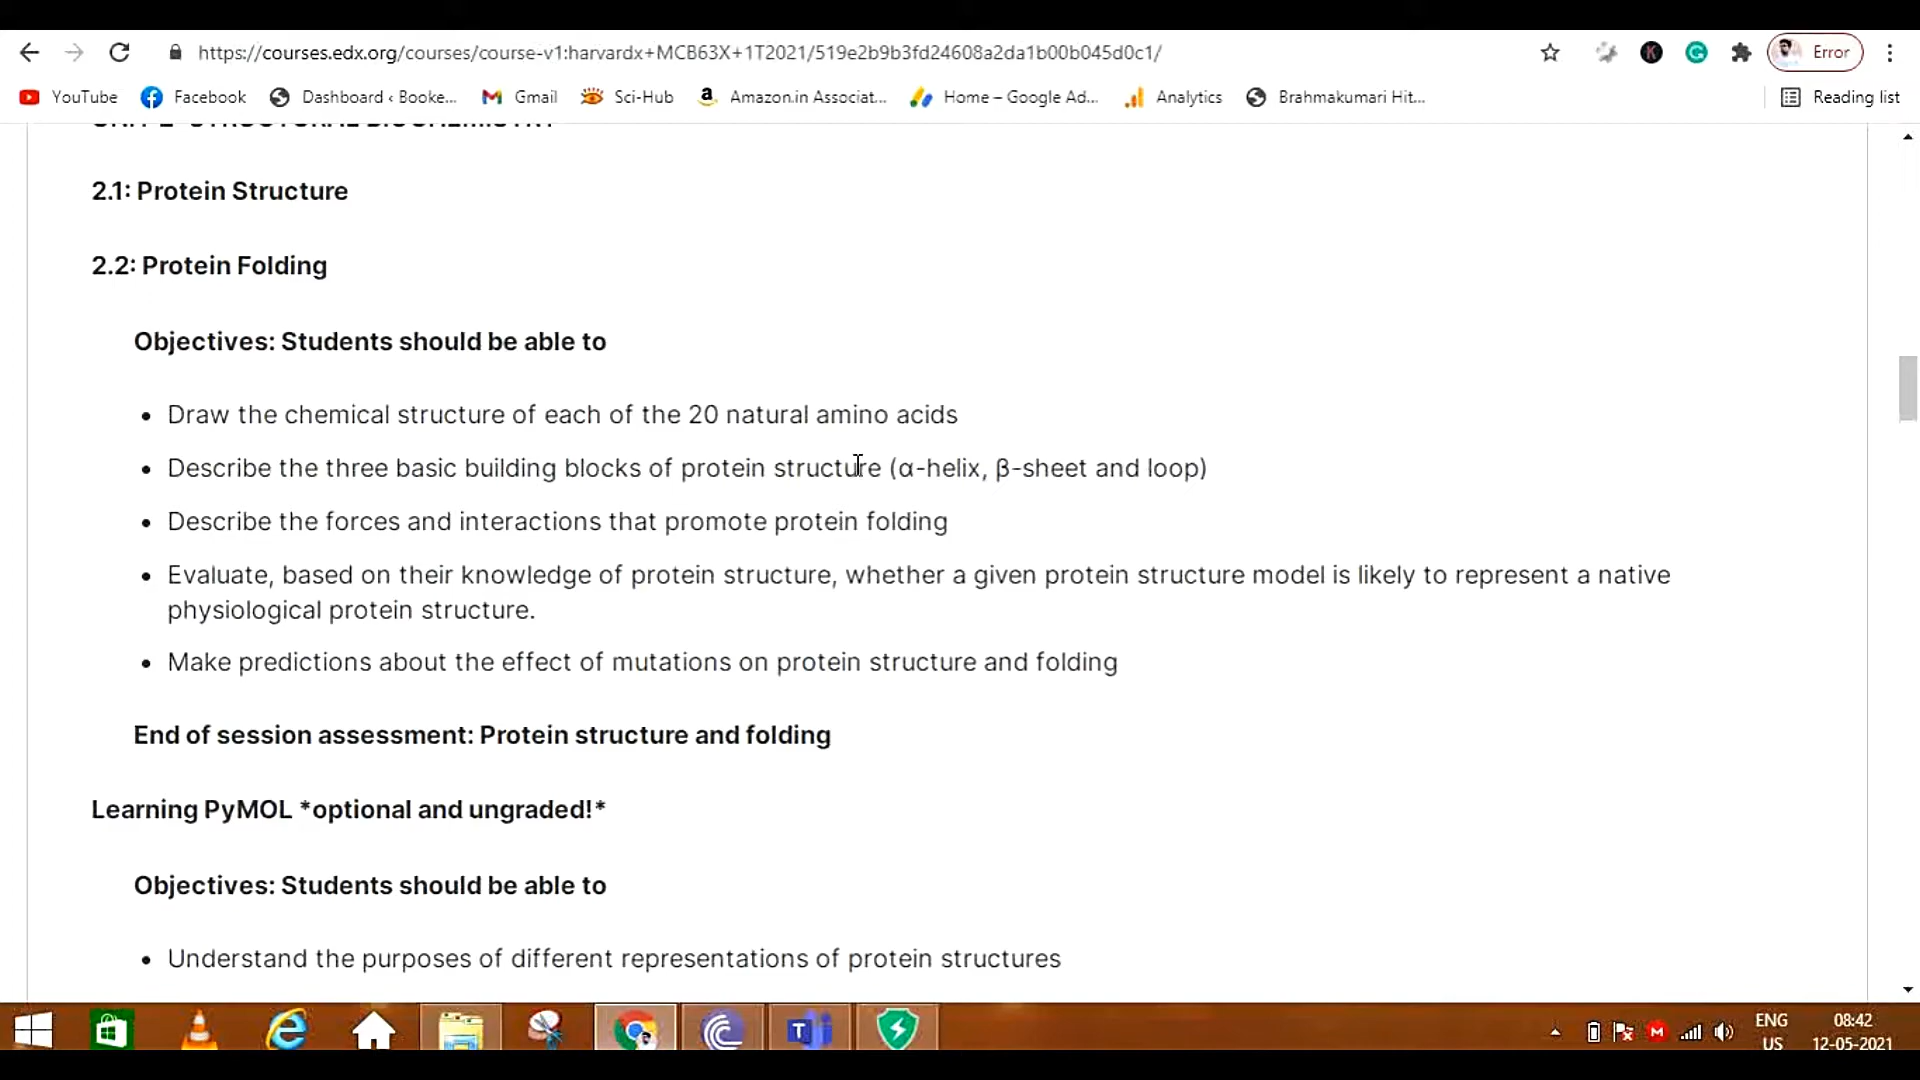 https://courses.edx.org/courses/course-v1:harvardx+MCB63X+1T2021/519e2b9b3fd24608a2da1b00b045d0c1/
K
G
Error
YouTube
Facebook
Dashboard ‹ Booke...
Gmail
Sci-Hub
Amazon.in Associat...
Home – Google Ad...
Analytics
Brahmakumari Hit...
Reading list
2.1: Protein Structure
2.2: Protein Folding
Objectives: Students should be able to
• Draw the chemical structure of each of the 20 natural amino acids
• Describe the three basic building blocks of protein structure (α-helix, β-sheet and loop)
• Describe the forces and interactions that promote protein folding
• Evaluate, based on their knowledge of protein structure, whether a given protein structure model is likely to represent a native
physiological protein structure.
• Make predictions about the effect of mutations on protein structure and folding
End of session assessment: Protein structure and folding
Learning PyMOL *optional and ungraded!*
Objectives: Students should be able to
• Understand the purposes of different representations of protein structures
ENG
US
08:42
12-05-2021